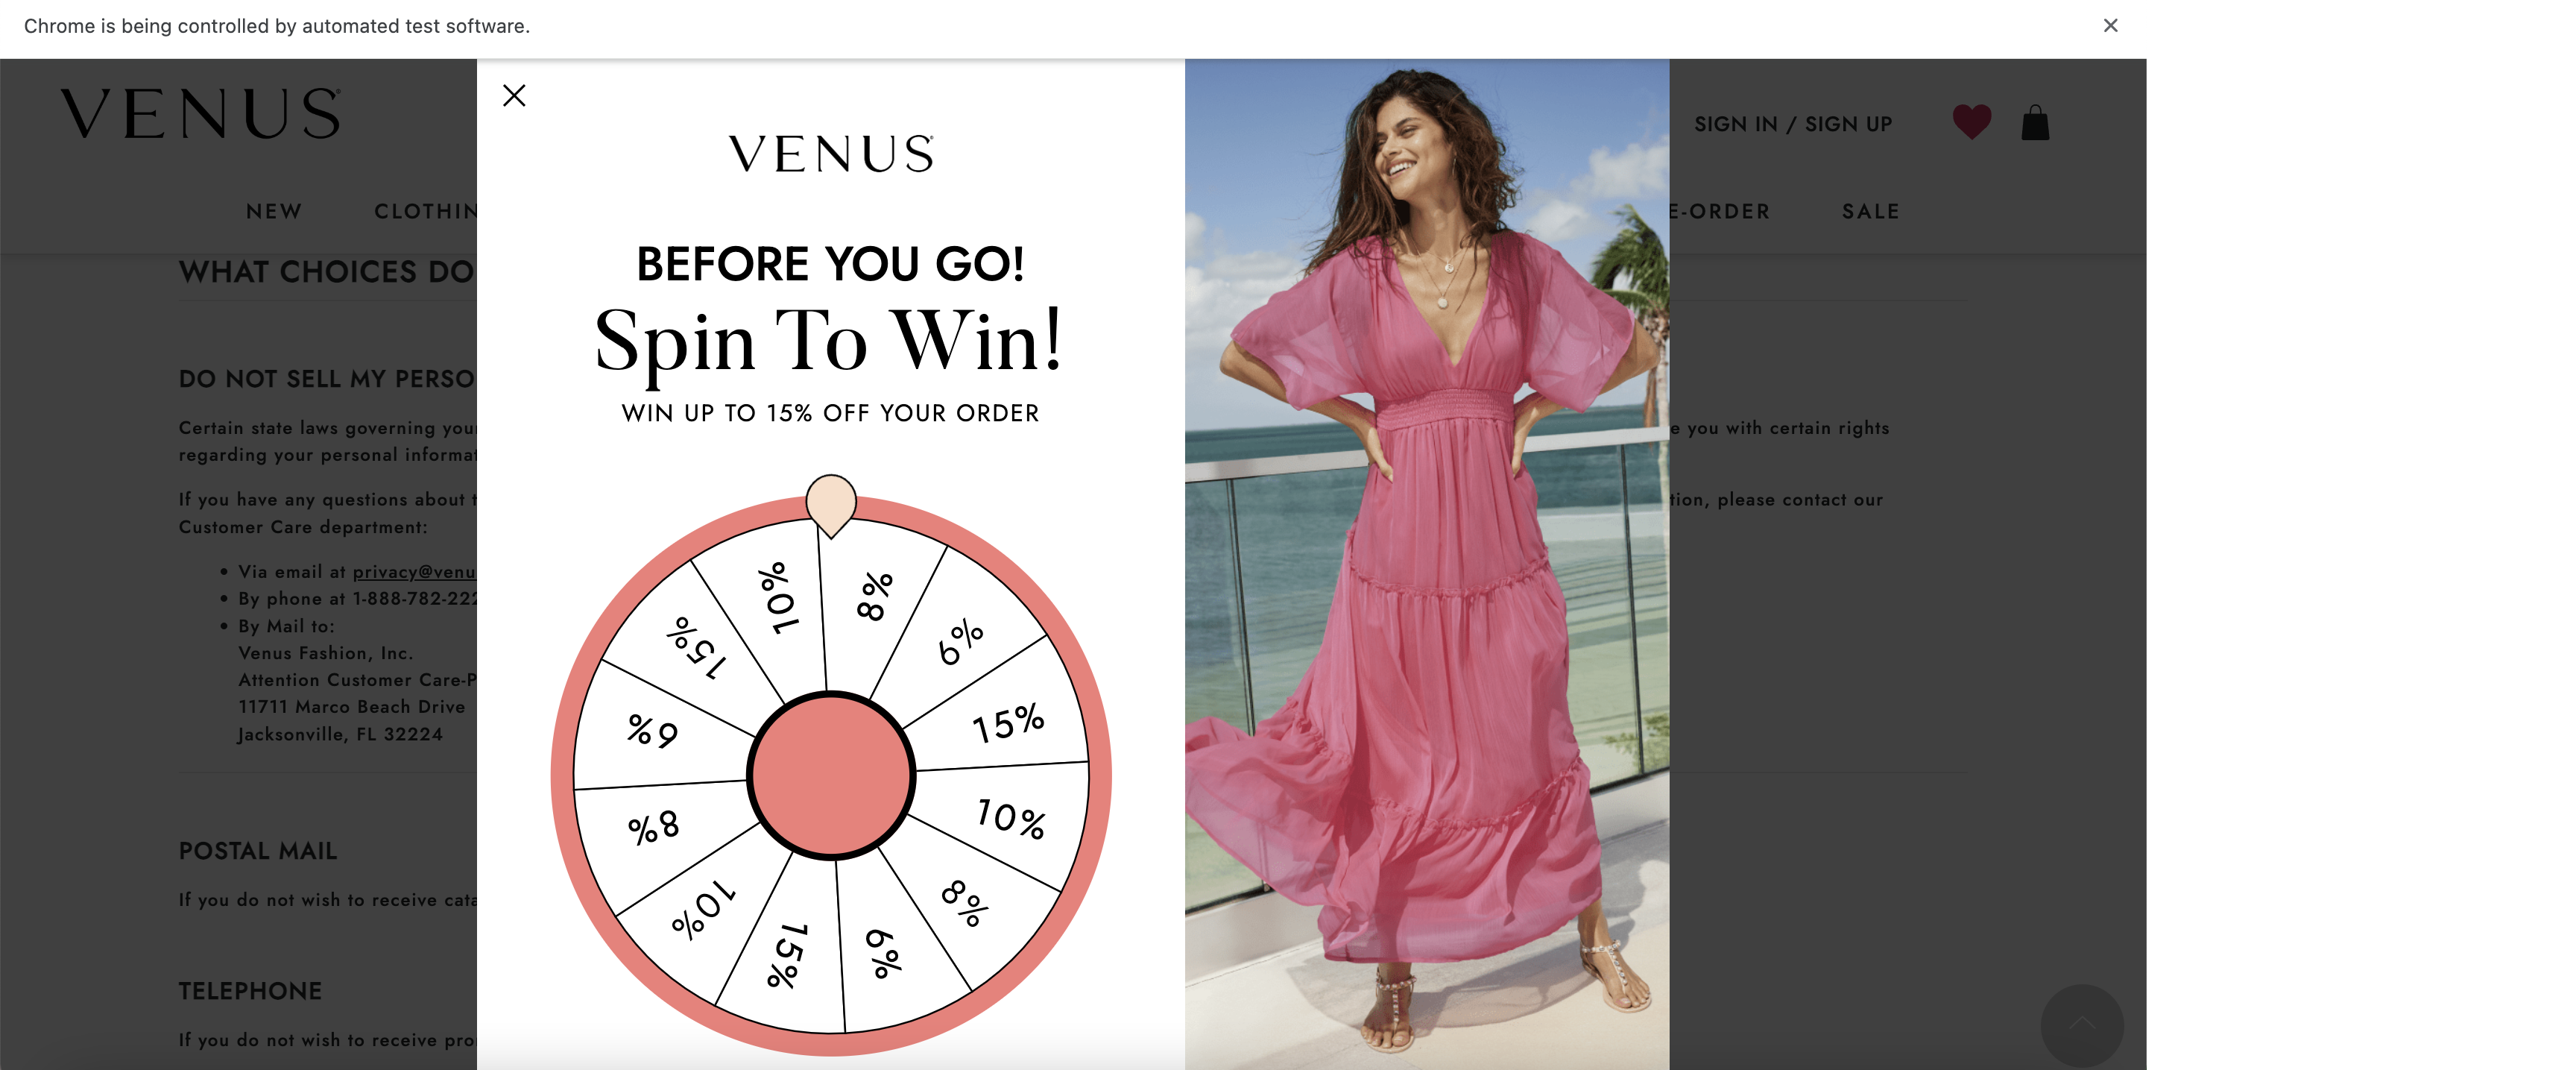 Chrome is being controlled by automated test software.
VENUS
SIGN IN / SIGN UP
NEW
CLOTHIN
E-ORDER
SALE
WHAT CHOICES DO
DO NOT SELL MY PERSO
Certain state laws governing your
e you with certain rights
regarding your personal informat
If you have any questions about t
tion, please contact our
Customer Care department:
• Via email at privacy@venu
• By phone at 1-888-782-222
• By Mail to:
Venus Fashion, Inc.
Attention Customer Care-P
11711 Marco Beach Drive
Jacksonville, FL 32224
POSTAL MAIL
If you do not wish to receive cata
TELEPHONE
If you do not wish to receive pro
VENUS
BEFORE YOU GO!
Spin To Win!
WIN UP TO 15% OFF YOUR ORDER
8%
6%
15%
10%
8%
6%
15%
10%
8%
6%
15%
10%